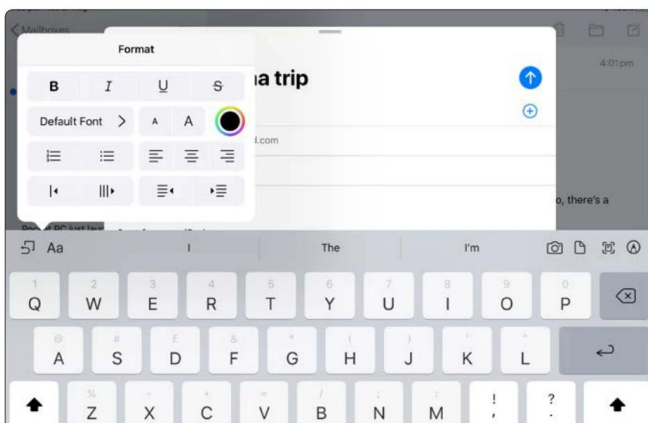 Mailboxes
Format
4:01pm
B I U S
na trip
Default Font > A A
l.com
o, there's a
Aa I The I'm
1 2 3 4 5 6 7 8 9 0
Q W E R T Y U I O P
@ # £ & * ( ) ' "
A S D F G H J K L
% - + = / ; : ! ?
Z X C V B N M , .